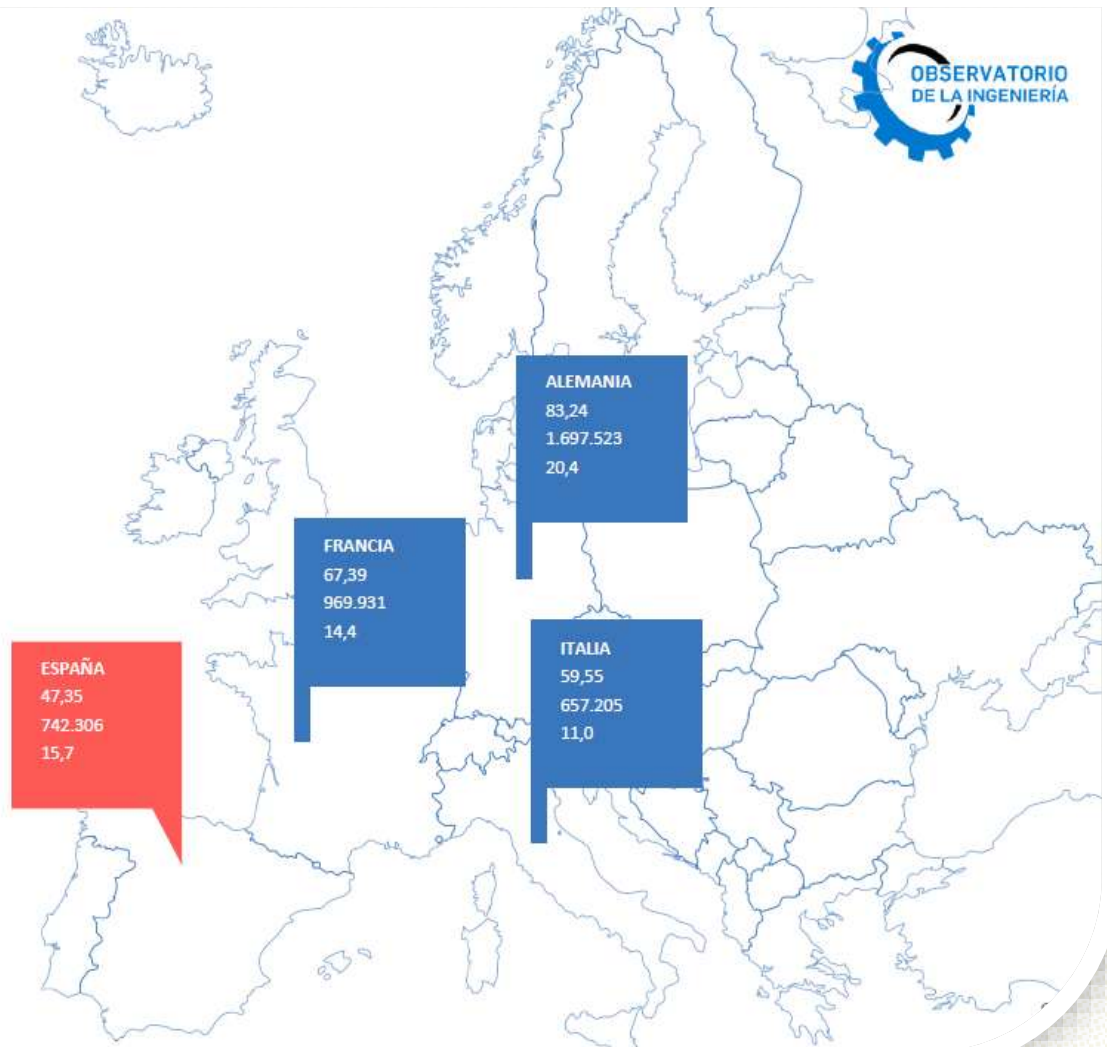 OBSERVATORIO
DE LA INGENIERÍA
ALEMANIA
83,24
1.697.523
20,4
FRANCIA
67,39
969.931
14,4
ITALIA
59,55
657.205
11,0
ESPAÑA
47,35
742.306
15,7